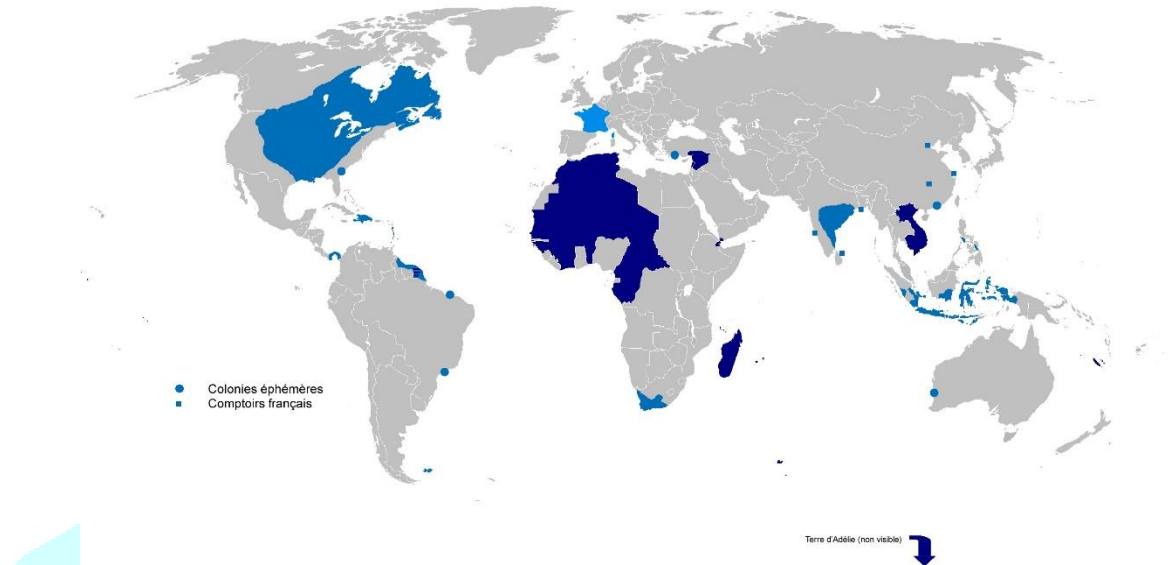 Colonies éphémères
Comptoirs français
Terre d'Adélie (non visible)